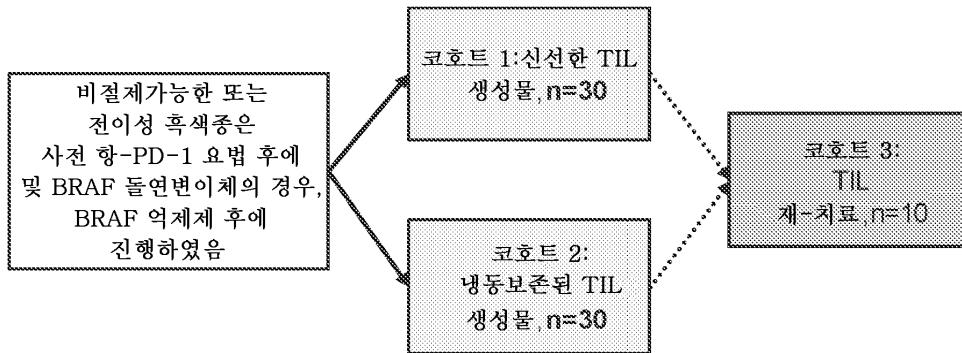 비절제가능한 또는
전이성 흑색종은
사전 항-PD-1 요법 후에
및 BRAF 돌연변이체의 경우,
BRAF 억제제 후에
진행하였음
코호트 1:신선한 TIL
생성물, n=30
코호트 2:
냉동보존된 TIL
생성물, n=30
코호트 3:
TIL
재-치료, n=10